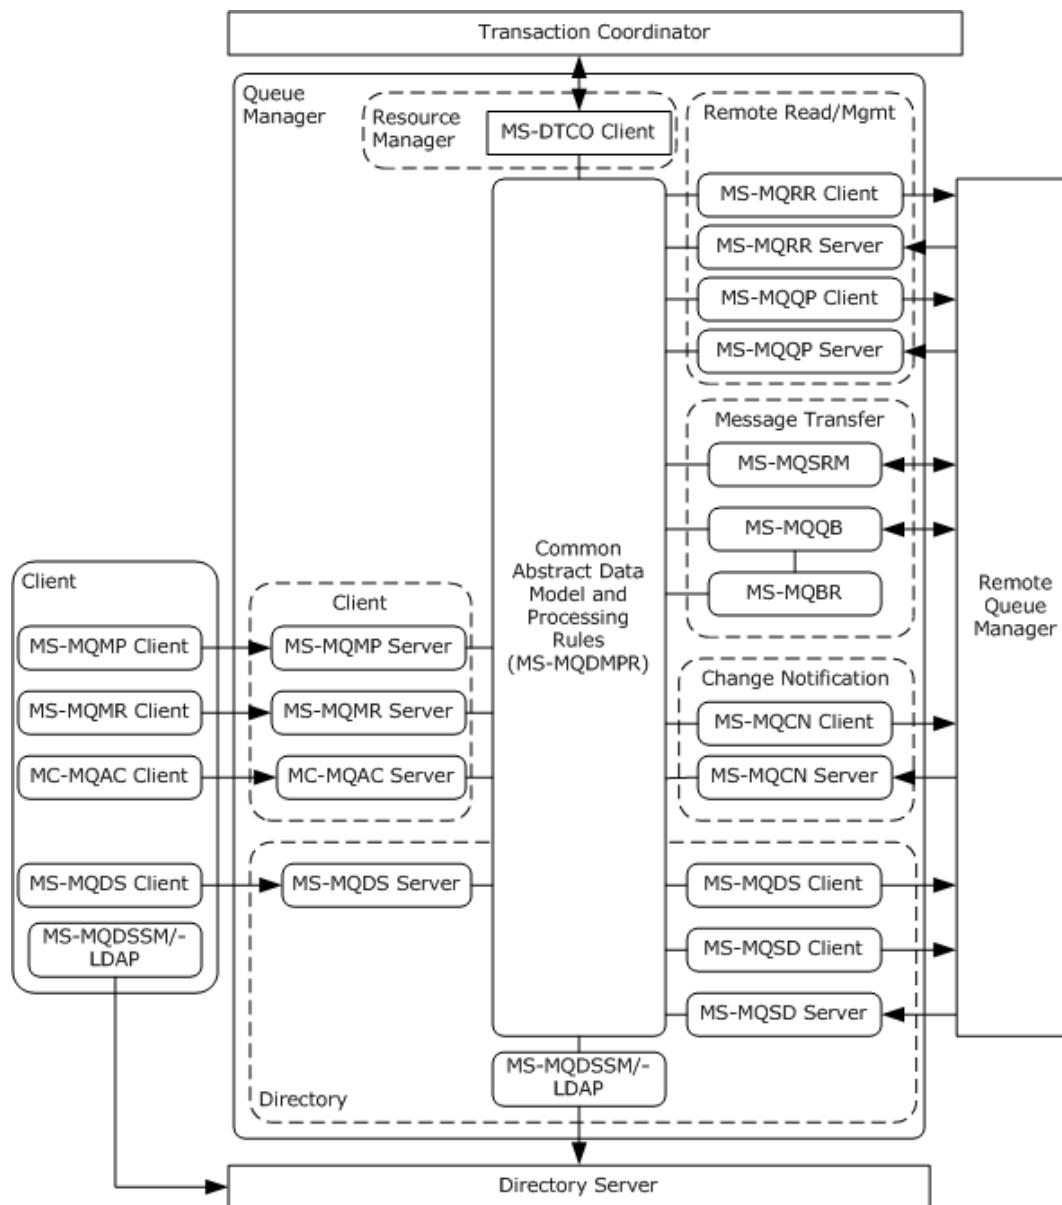 Transaction Coordinator
Queue
Manager
Resource
Manager
MS-DTCO Client
Remote Read/Mgmt
MS-MQRR Client
MS-MQRR Server
MS-MQQP Client
MS-MQQP Server
Message Transfer
MS-MQSRM
MS-MQQB
MS-MQBR
Common
Abstract Data
Model and
Processing
Rules
(MS-MQDMPR)
Remote
Queue
Manager
Client
MS-MQMP Client
MS-MQMR Client
MC-MQAC Client
MS-MQDS Client
MS-MQDSSM/-
LDAP
Client
MS-MQMP Server
MS-MQMR Server
MC-MQAC Server
Change Notification
MS-MQCN Client
MS-MQCN Server
MS-MQDS Server
MS-MQDS Client
MS-MQSD Client
MS-MQSD Server
MS-MQDSSM/-
LDAP
Directory
Directory Server